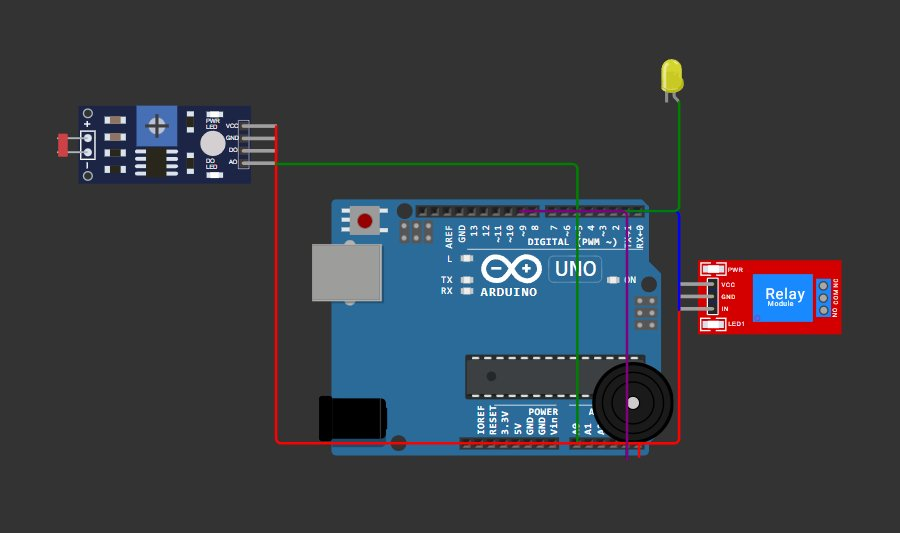 +
PWR
LED
VCC
GND
DO
AO
DO
LED
−
AREF
GND
13
12
~11
~10
~9
8
7
~6
5
4
~3
2
RX←0
DIGITAL (PWM ~)
L
TX
RX
UNO
ARDUINO
ON
PWR
VCC
GND
IN
LED1
Relay
Module
NO COM NC
IOREF
RESET
3.3V
5V
GND
GND
Vin
POWER
A0
A1